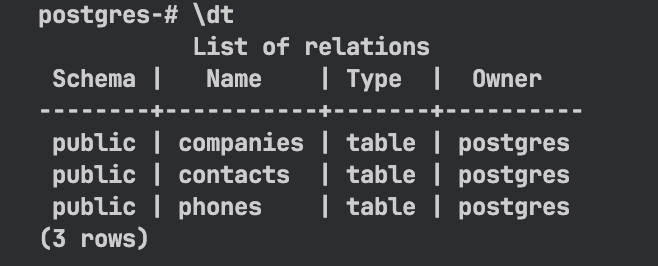 postgres-# \dt
           List of relations
 Schema |   Name    | Type  |  Owner
--------+-----------+-------+----------
 public | companies | table | postgres
 public | contacts  | table | postgres
 public | phones    | table | postgres
(3 rows)